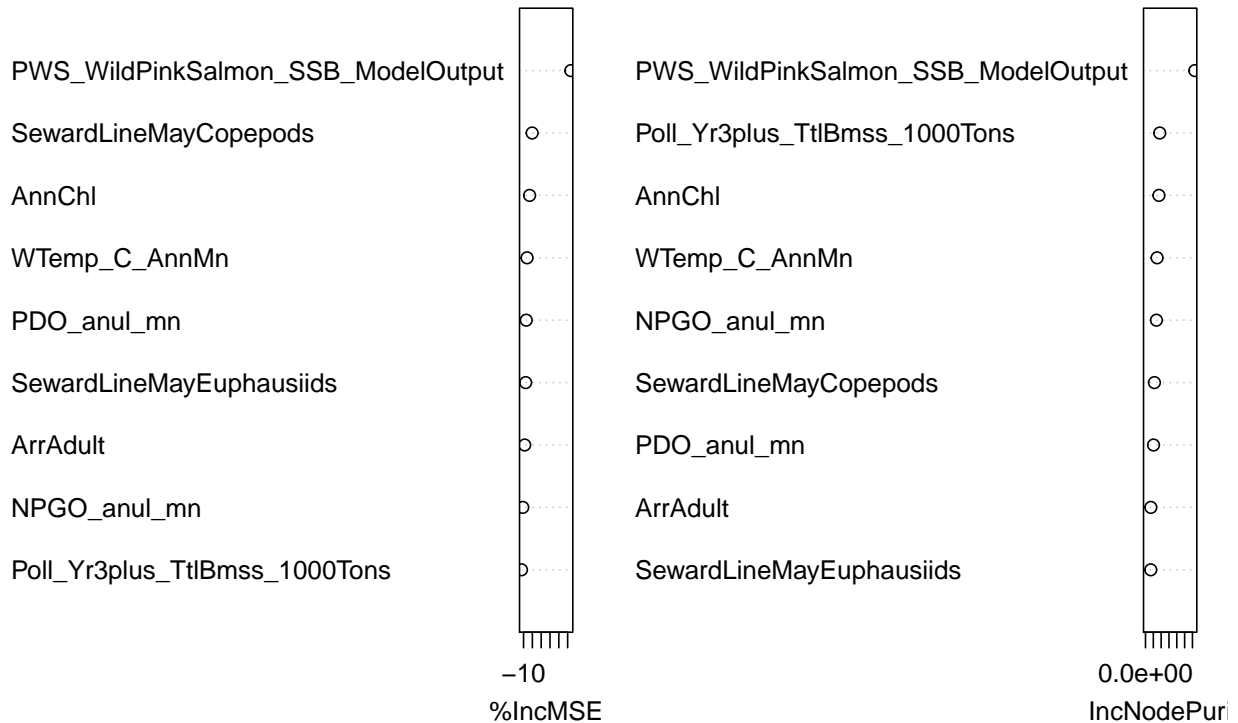 PWS_WildPinkSalmon_SSB_ModelOutput
SewardLineMayCopepods
AnnChl
WTemp_C_AnnMn
PDO_anul_mn
SewardLineMayEuphausiids
ArrAdult
NPGO_anul_mn
Poll_Yr3plus_TtlBmss_1000Tons
−10
%IncMSE
PWS_WildPinkSalmon_SSB_ModelOutput
Poll_Yr3plus_TtlBmss_1000Tons
AnnChl
WTemp_C_AnnMn
NPGO_anul_mn
SewardLineMayCopepods
PDO_anul_mn
ArrAdult
SewardLineMayEuphausiids
0.0e+00
IncNodePuri